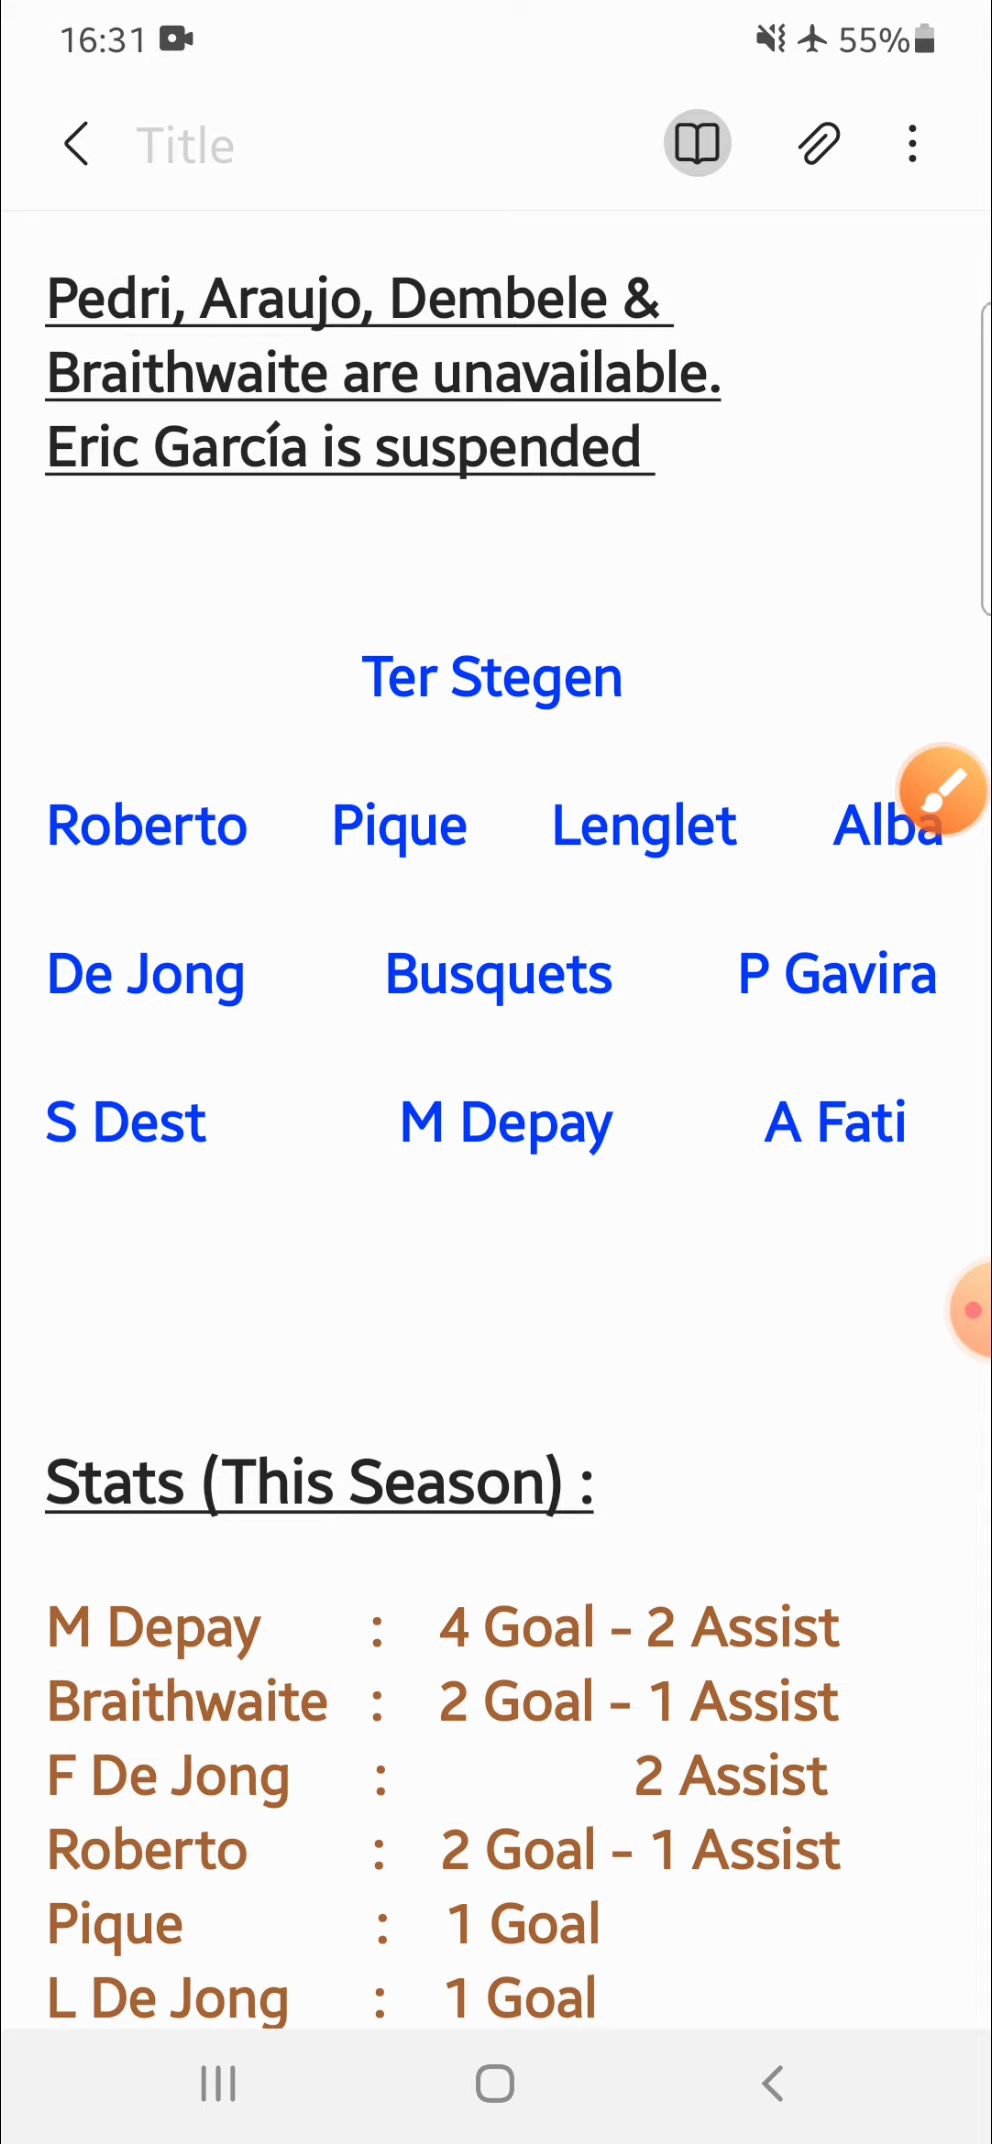 16:31 55%
Title
Pedri, Araujo, Dembele &
Braithwaite are unavailable.
Eric García is suspended
Ter Stegen
Roberto Pique Lenglet Alba
De Jong Busquets P Gavira
S Dest M Depay A Fati
Stats (This Season) :
M Depay : 4 Goal - 2 Assist
Braithwaite : 2 Goal - 1 Assist
F De Jong : 2 Assist
Roberto : 2 Goal - 1 Assist
Pique : 1 Goal
L De Jong : 1 Goal